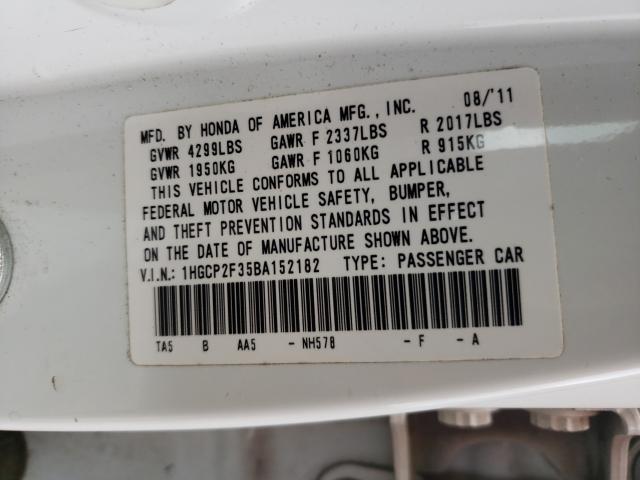 MFD. BY HONDA OF AMERICA MFG., INC. 08/'11
GVWR 4299LBS GAWR F 2337LBS R 2017LBS
GVWR 1950KG GAWR F 1060KG R 915KG
THIS VEHICLE CONFORMS TO ALL APPLICABLE
FEDERAL MOTOR VEHICLE SAFETY, BUMPER,
AND THEFT PREVENTION STANDARDS IN EFFECT
ON THE DATE OF MANUFACTURE SHOWN ABOVE.
V.I.N.: 1HGCP2F35BA152182 TYPE: PASSENGER CAR
TA5 B AA5 - NH578 - F - A